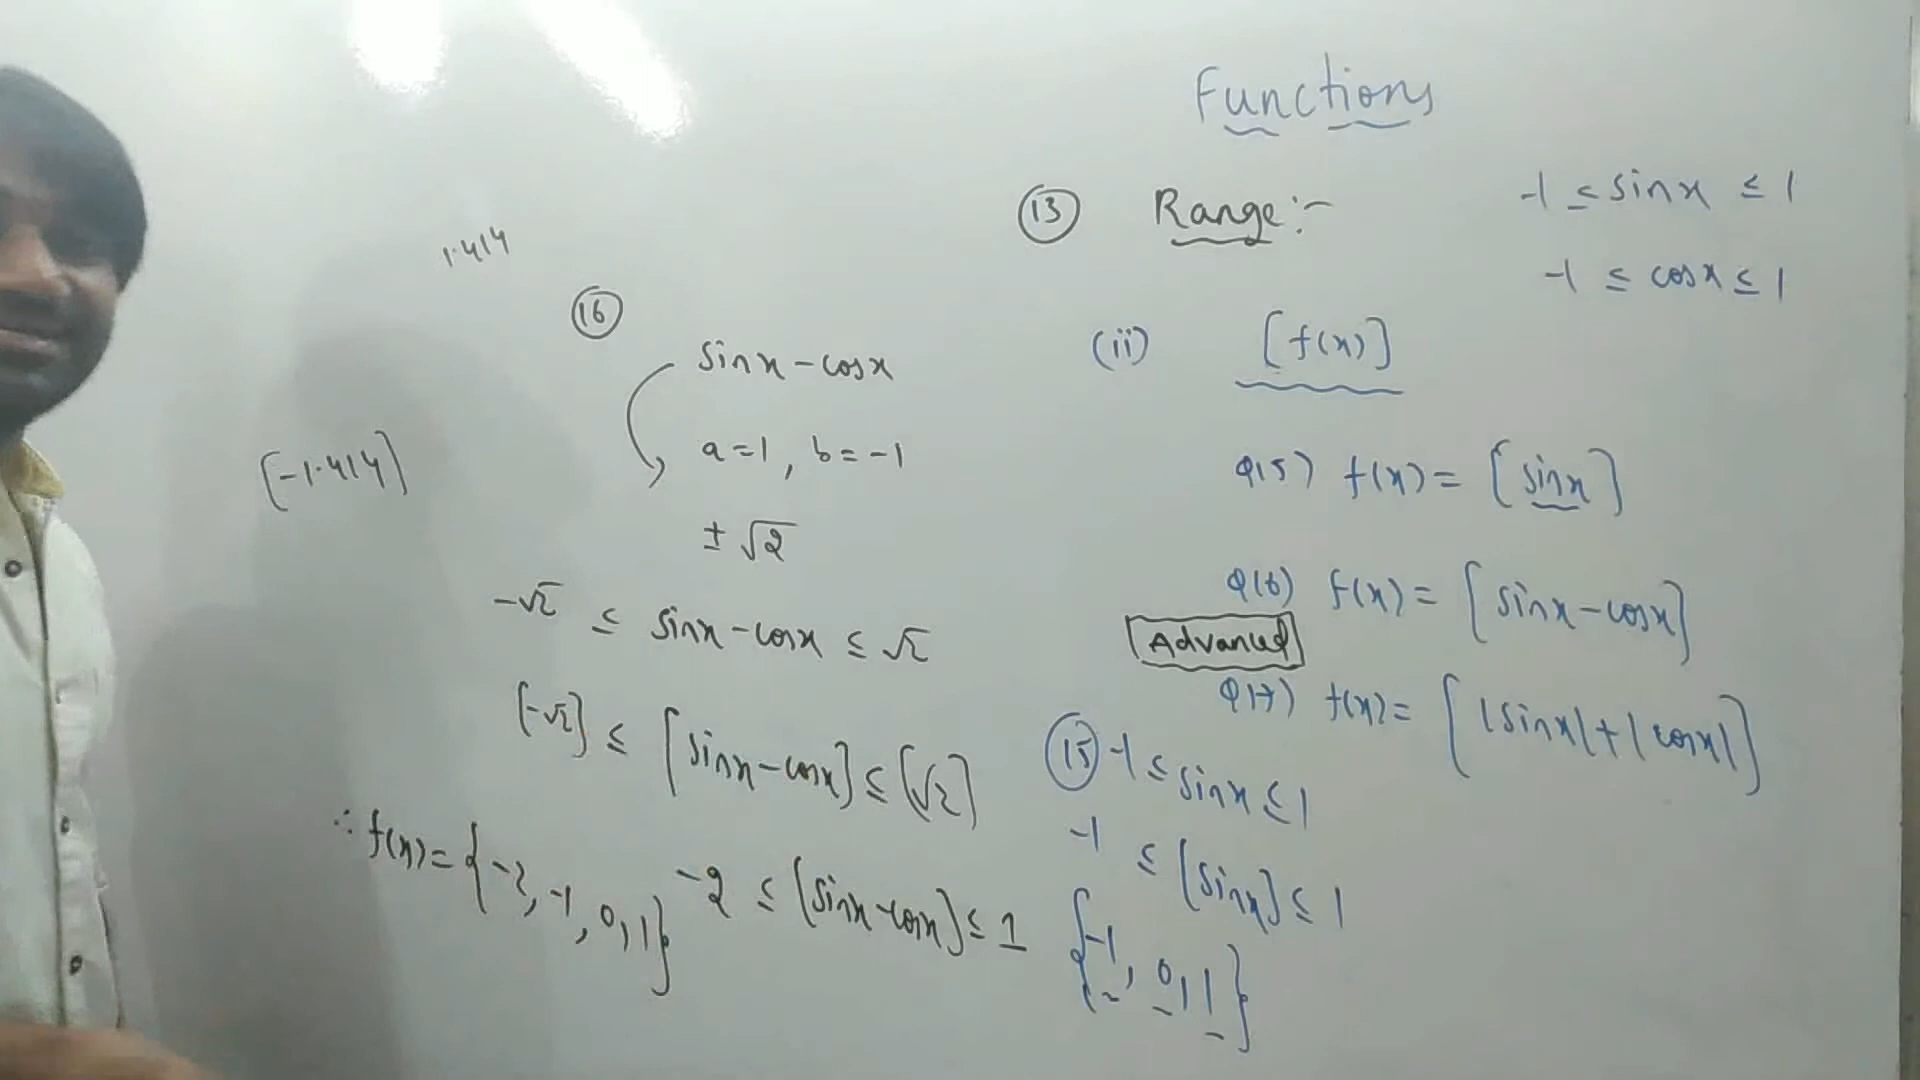 Functions
(13) Range:-
-1 ≤ sinx ≤ 1
-1 ≤ cosx ≤ 1
(ii) [f(x)]
Q15) f(x) = [sinx]
Q16) f(x) = [sinx-cosx]
Advanced
Q17) f(x) = [|sinx|+|cosx|]
(15) -1 ≤ sinx ≤ 1
-1 ≤ [sinx] ≤ 1
{-1, 0, 1}
1.414
(16)
sinx-cosx
a=1, b=-1
[-1.414]
± √2
-√2 ≤ sinx-cosx ≤ √2
[-√2] ≤ [sinx-cosx] ≤ [√2]
-2 ≤ [sinx-cosx] ≤ 1
∴ f(x) = {-2, -1, 0, 1}